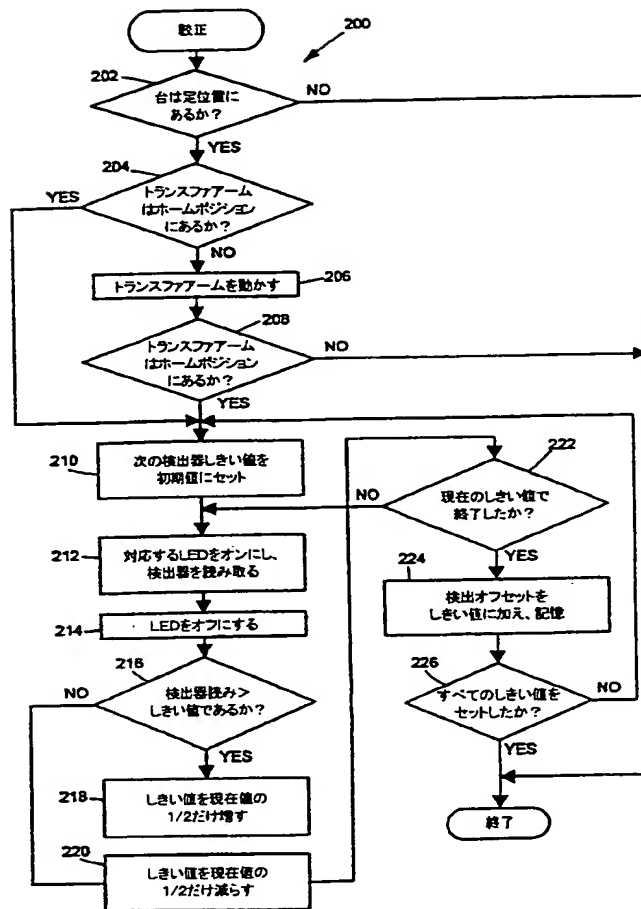 較正
200
202
台は定位置に
あるか?
NO
YES
204
トランスファアーム
はホームポジション
にあるか?
YES
NO
トランスファアームを動かす
206
208
トランスファアーム
はホームポジション
にあるか?
NO
YES
210
次の検出器しきい値を
初期値にセット
212
対応するLEDをオンにし、
検出器を読み取る
214
LEDをオフにする
216
検出器読み>
しきい値であるか?
NO
YES
218
しきい値を現在値の
1/2だけ増す
220
しきい値を現在値の
1/2だけ減らす
222
現在のしきい値で
終了したか?
NO
YES
224
検出オフセットを
しきい値に加え、記憶
226
すべてのしきい値を
セットしたか?
NO
YES
終了